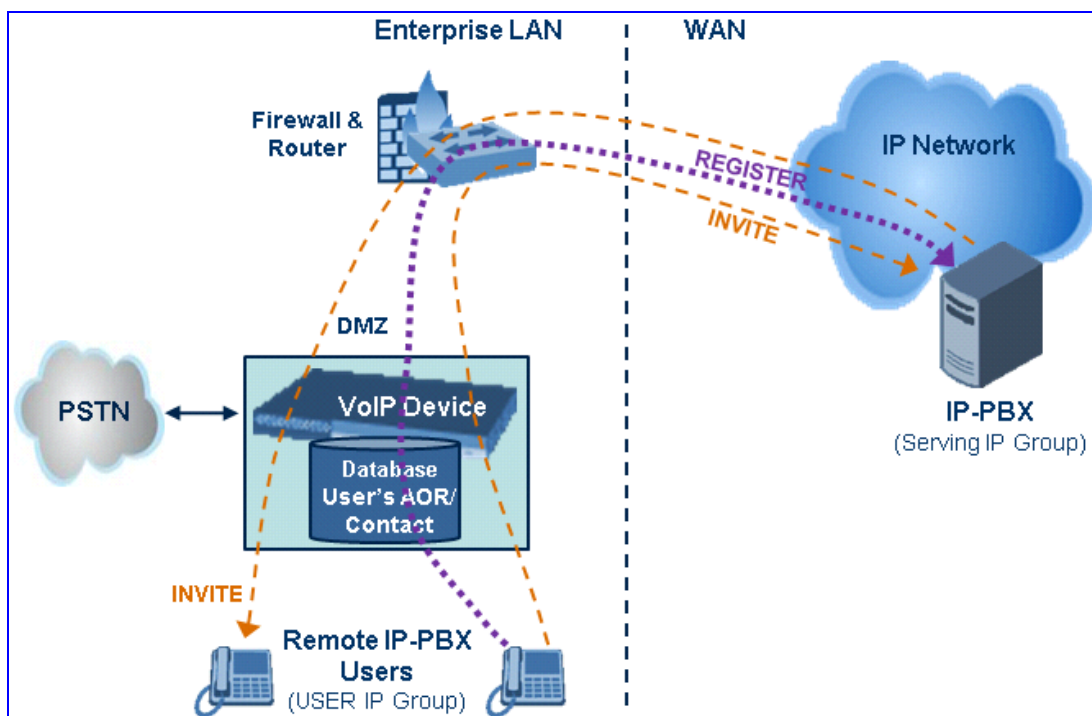 Enterprise LAN
WAN
Firewall &
Router
IP Network
REGISTER
INVITE
DMZ
PSTN
VoIP Device
Database
User's AOR/
Contact
IP-PBX
(Serving IP Group)
INVITE
Remote IP-PBX
Users
(USER IP Group)